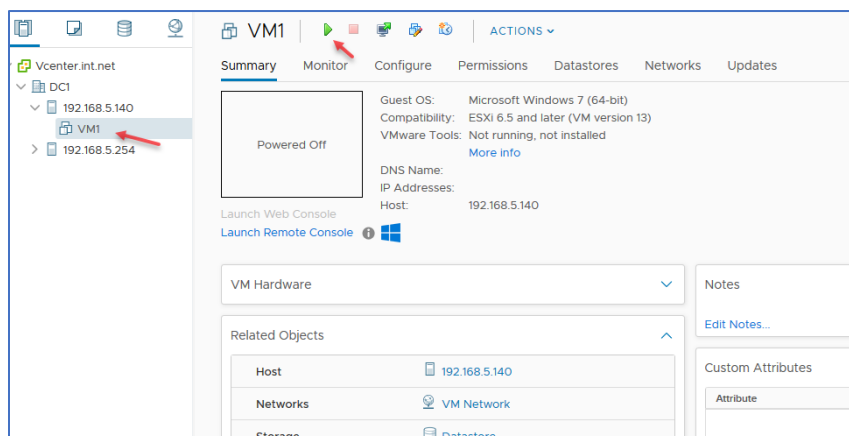 VM1
ACTIONS
Vcenter.int.net
DC1
192.168.5.140
VM1
192.168.5.254
Summary Monitor Configure Permissions Datastores Networks Updates
Powered Off
Guest OS: Microsoft Windows 7 (64-bit)
Compatibility: ESXi 6.5 and later (VM version 13)
VMware Tools: Not running, not installed
More info
DNS Name:
IP Addresses:
Host: 192.168.5.140
Launch Web Console
Launch Remote Console
VM Hardware
Related Objects
Host 192.168.5.140
Networks VM Network
Storage Datastore
Notes
Edit Notes...
Custom Attributes
Attribute